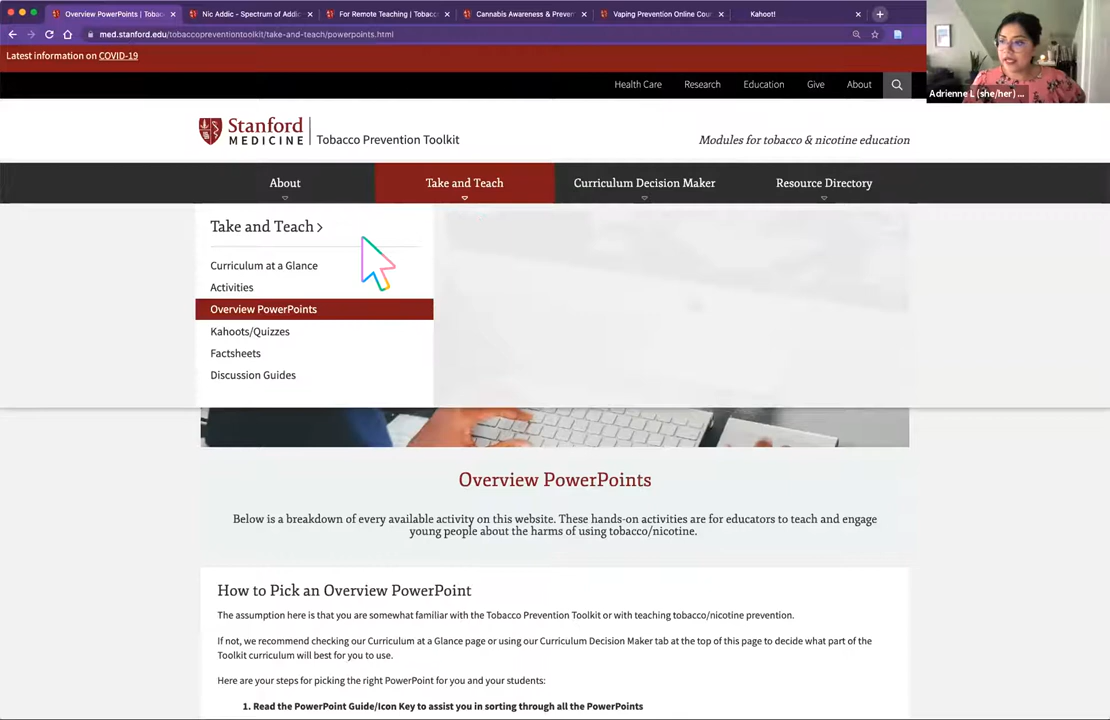 Overview PowerPoints | Tobac
Nic Addic - Spectrum of Addic
For Remote Teaching | Tobacc
Cannabis Awareness & Preven
Vaping Prevention Online Cour
Kahoot!
med.stanford.edu/tobaccopreventiontoolkit/take-and-teach/powerpoints.html
Adrienne L (she/her) ...
Latest information on COVID-19
Health Care
Research
Education
Give
About
Stanford
MEDICINE
Tobacco Prevention Toolkit
Modules for tobacco & nicotine education
About
Take and Teach
Curriculum Decision Maker
Resource Directory
Take and Teach >
Curriculum at a Glance
Activities
Overview PowerPoints
Kahoots/Quizzes
Factsheets
Discussion Guides
Overview PowerPoints
Below is a breakdown of every available activity on this website. These hands-on activities are for educators to teach and engage
young people about the harms of using tobacco/nicotine.
How to Pick an Overview PowerPoint
The assumption here is that you are somewhat familiar with the Tobacco Prevention Toolkit or with teaching tobacco/nicotine prevention.
If not, we recommend checking our Curriculum at a Glance page or using our Curriculum Decision Maker tab at the top of this page to decide what part of the
Toolkit curriculum will best for you to use.
Here are your steps for picking the right PowerPoint for you and your students:
1. Read the PowerPoint Guide/Icon Key to assist you in sorting through all the PowerPoints